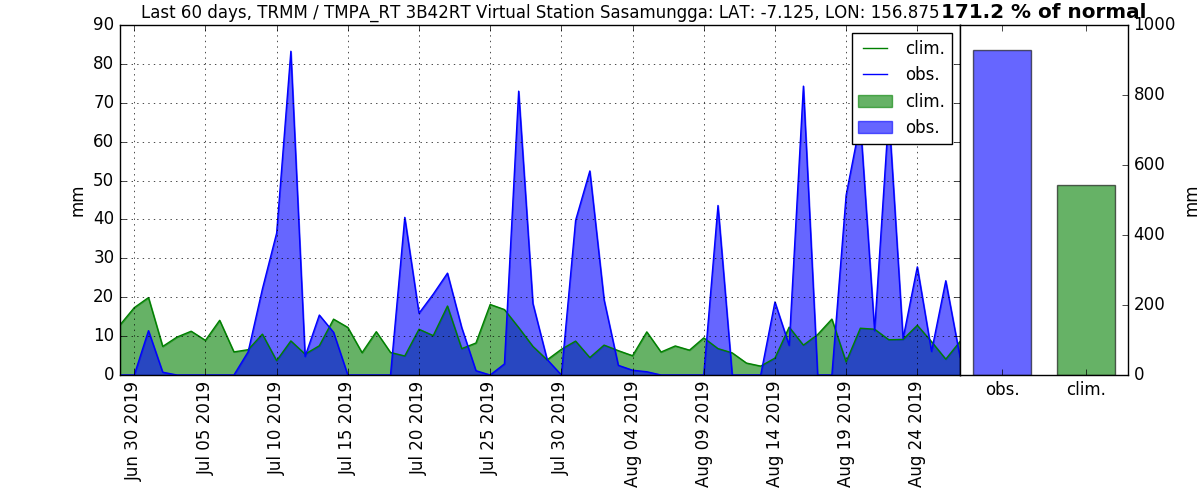 Last 60 days, TRMM / TMPA_RT 3B42RT Virtual Station Sasamungga: LAT: -7.125, LON: 156.875
171.2 % of normal
90
80
70
60
50
40
30
20
10
0
mm
clim.
obs.
clim.
obs.
Jun 30 2019
Jul 05 2019
Jul 10 2019
Jul 15 2019
Jul 20 2019
Jul 25 2019
Jul 30 2019
Aug 04 2019
Aug 09 2019
Aug 14 2019
Aug 19 2019
Aug 24 2019
1000
800
600
400
200
0
mm
obs.
clim.